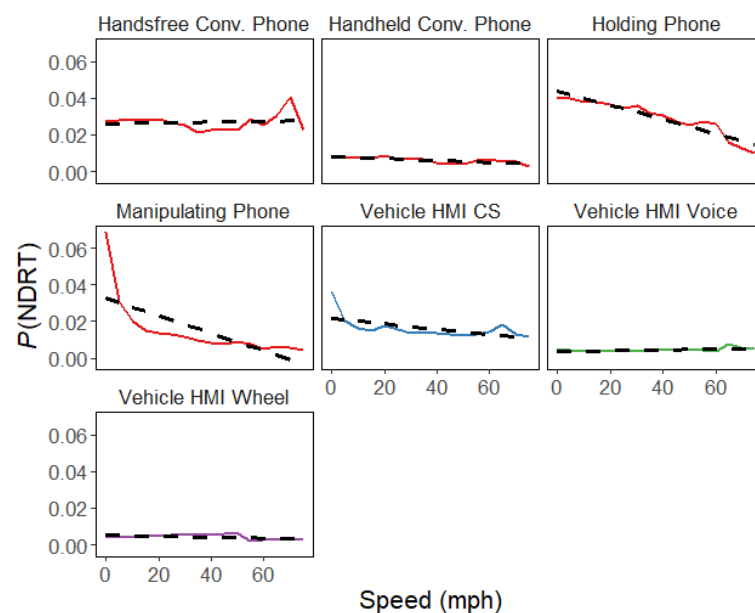 Handsfree Conv. Phone Handheld Conv. Phone Holding Phone
0.06
0.04
0.02
0.00
Manipulating Phone Vehicle HMI CS Vehicle HMI Voice
0.06
0.04
0.02
0.00
0 20 40 60 0 20 40 60
Vehicle HMI Wheel
0.06
0.04
0.02
0.00
0 20 40 60
P(NDRT)
Speed (mph)